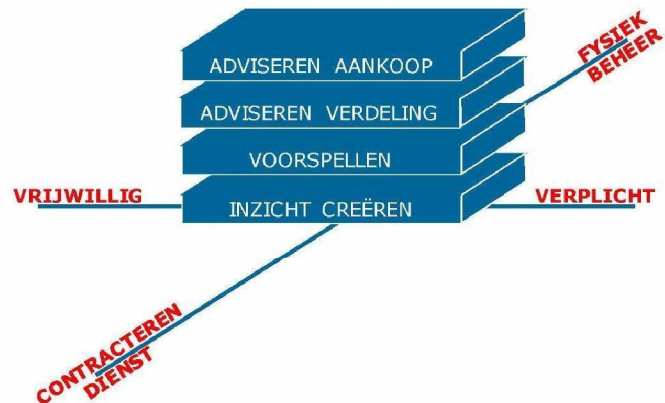 FYSIEK
BEHEER
ADVISEREN AANKOOP
ADVISEREN VERDELING
VOORSPELLEN
VRIJWILLIG
INZICHT CREËREN
VERPLICHT
CONTRACTEREN
DIENST